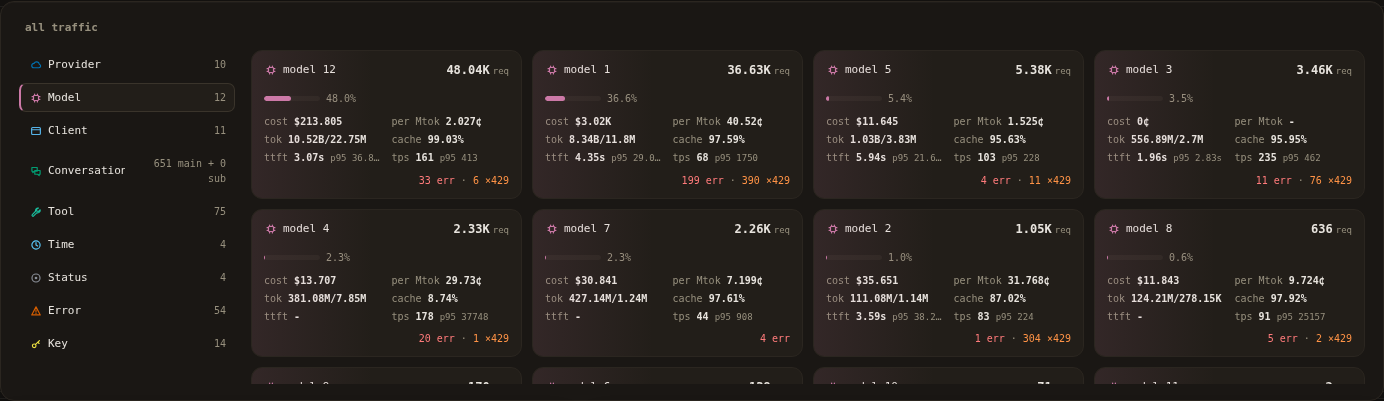 all traffic
Provider 10
Model 12
Client 11
Conversation 651 main + 0 sub
Tool 75
Time 4
Status 4
Error 54
Key 14
model 12 48.04K req
48.0%
cost $213.805 per Mtok 2.027¢
tok 10.52B/22.75M cache 99.03%
ttft 3.07s p95 36.8… tps 161 p95 413
33 err · 6 ×429
model 1 36.63K req
36.6%
cost $3.02K per Mtok 40.52¢
tok 8.34B/11.8M cache 97.59%
ttft 4.35s p95 29.0… tps 68 p95 1750
199 err · 390 ×429
model 5 5.38K req
5.4%
cost $11.645 per Mtok 1.525¢
tok 1.03B/3.83M cache 95.63%
ttft 5.94s p95 21.6… tps 103 p95 228
4 err · 11 ×429
model 3 3.46K req
3.5%
cost 0¢ per Mtok -
tok 556.89M/2.7M cache 95.95%
ttft 1.96s p95 2.83s tps 235 p95 462
11 err · 76 ×429
model 4 2.33K req
2.3%
cost $13.707 per Mtok 29.73¢
tok 381.08M/7.85M cache 8.74%
ttft - tps 178 p95 37748
20 err · 1 ×429
model 7 2.26K req
2.3%
cost $30.841 per Mtok 7.199¢
tok 427.14M/1.24M cache 97.61%
ttft - tps 44 p95 908
4 err
model 2 1.05K req
1.0%
cost $35.651 per Mtok 31.768¢
tok 111.08M/1.14M cache 87.02%
ttft 3.59s p95 38.2… tps 83 p95 224
1 err · 304 ×429
model 8 636 req
0.6%
cost $11.843 per Mtok 9.724¢
tok 124.21M/278.15K cache 97.92%
ttft - tps 91 p95 25157
5 err · 2 ×429